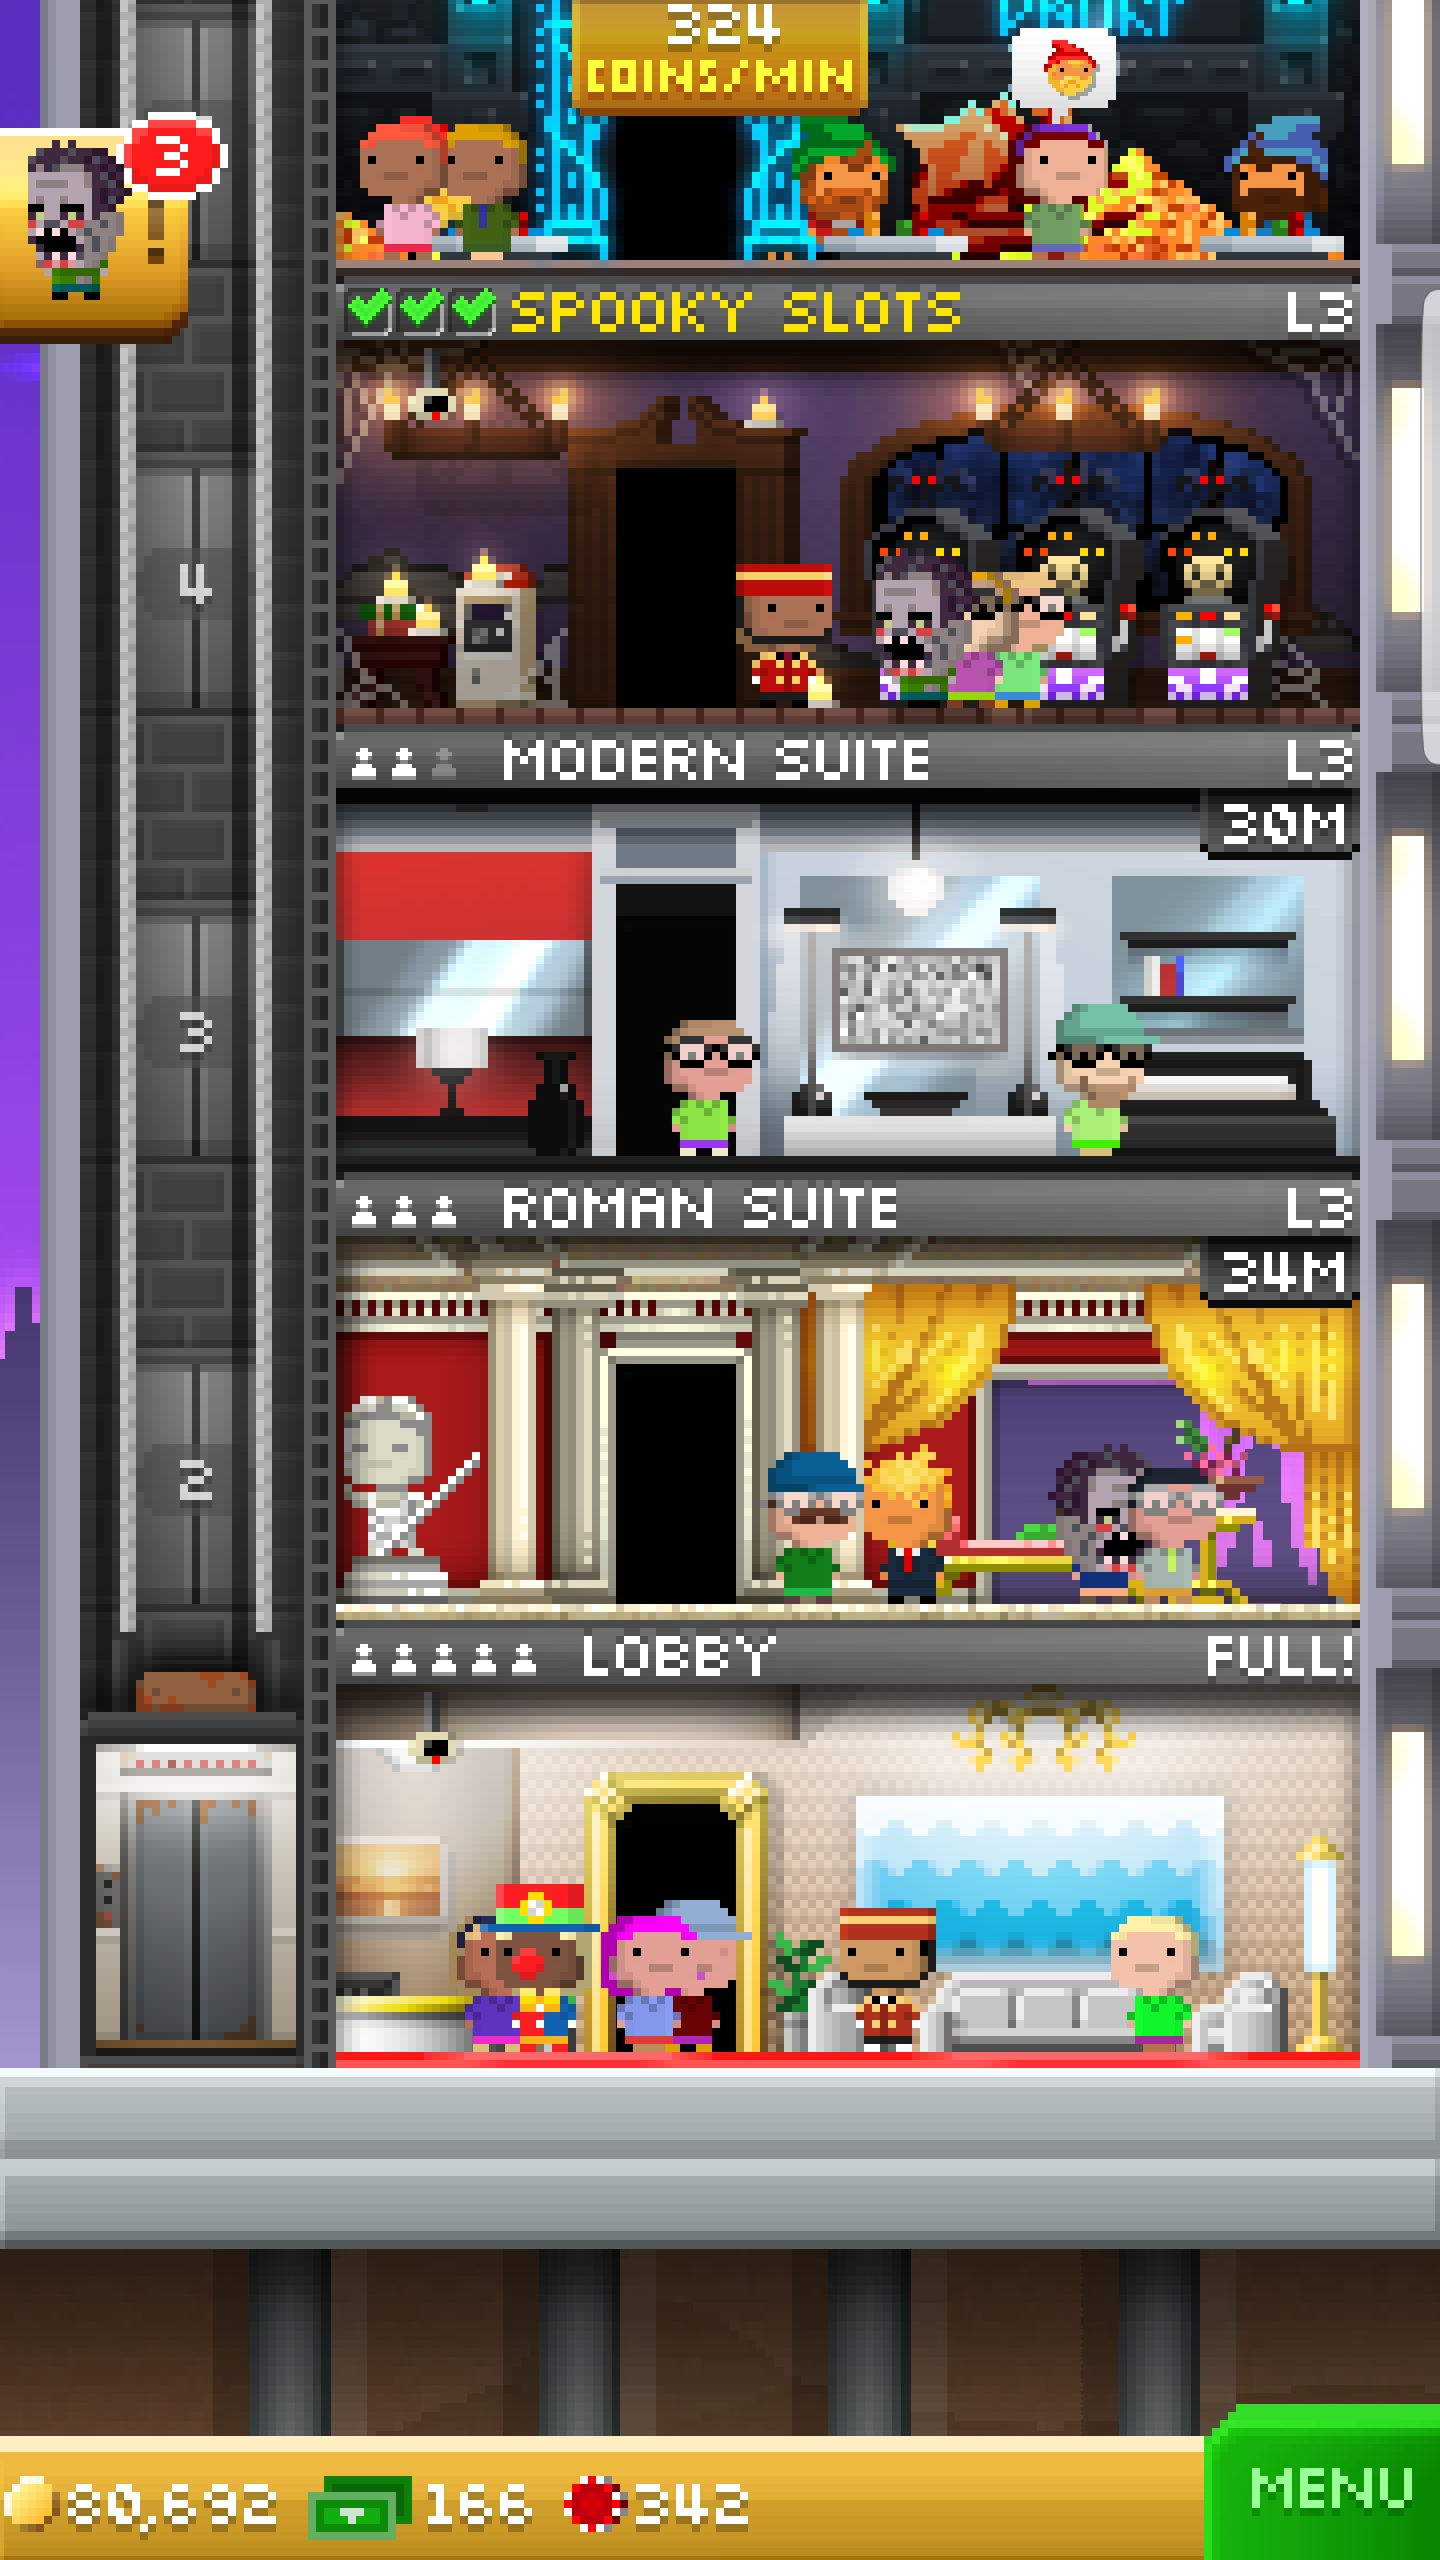 324
COINS/MIN
3
!
SPOOKY SLOTS L3
4
MODERN SUITE L3
30M
3
ROMAN SUITE L3
34M
2
LOBBY FULL!
80,692 166 342
MENU